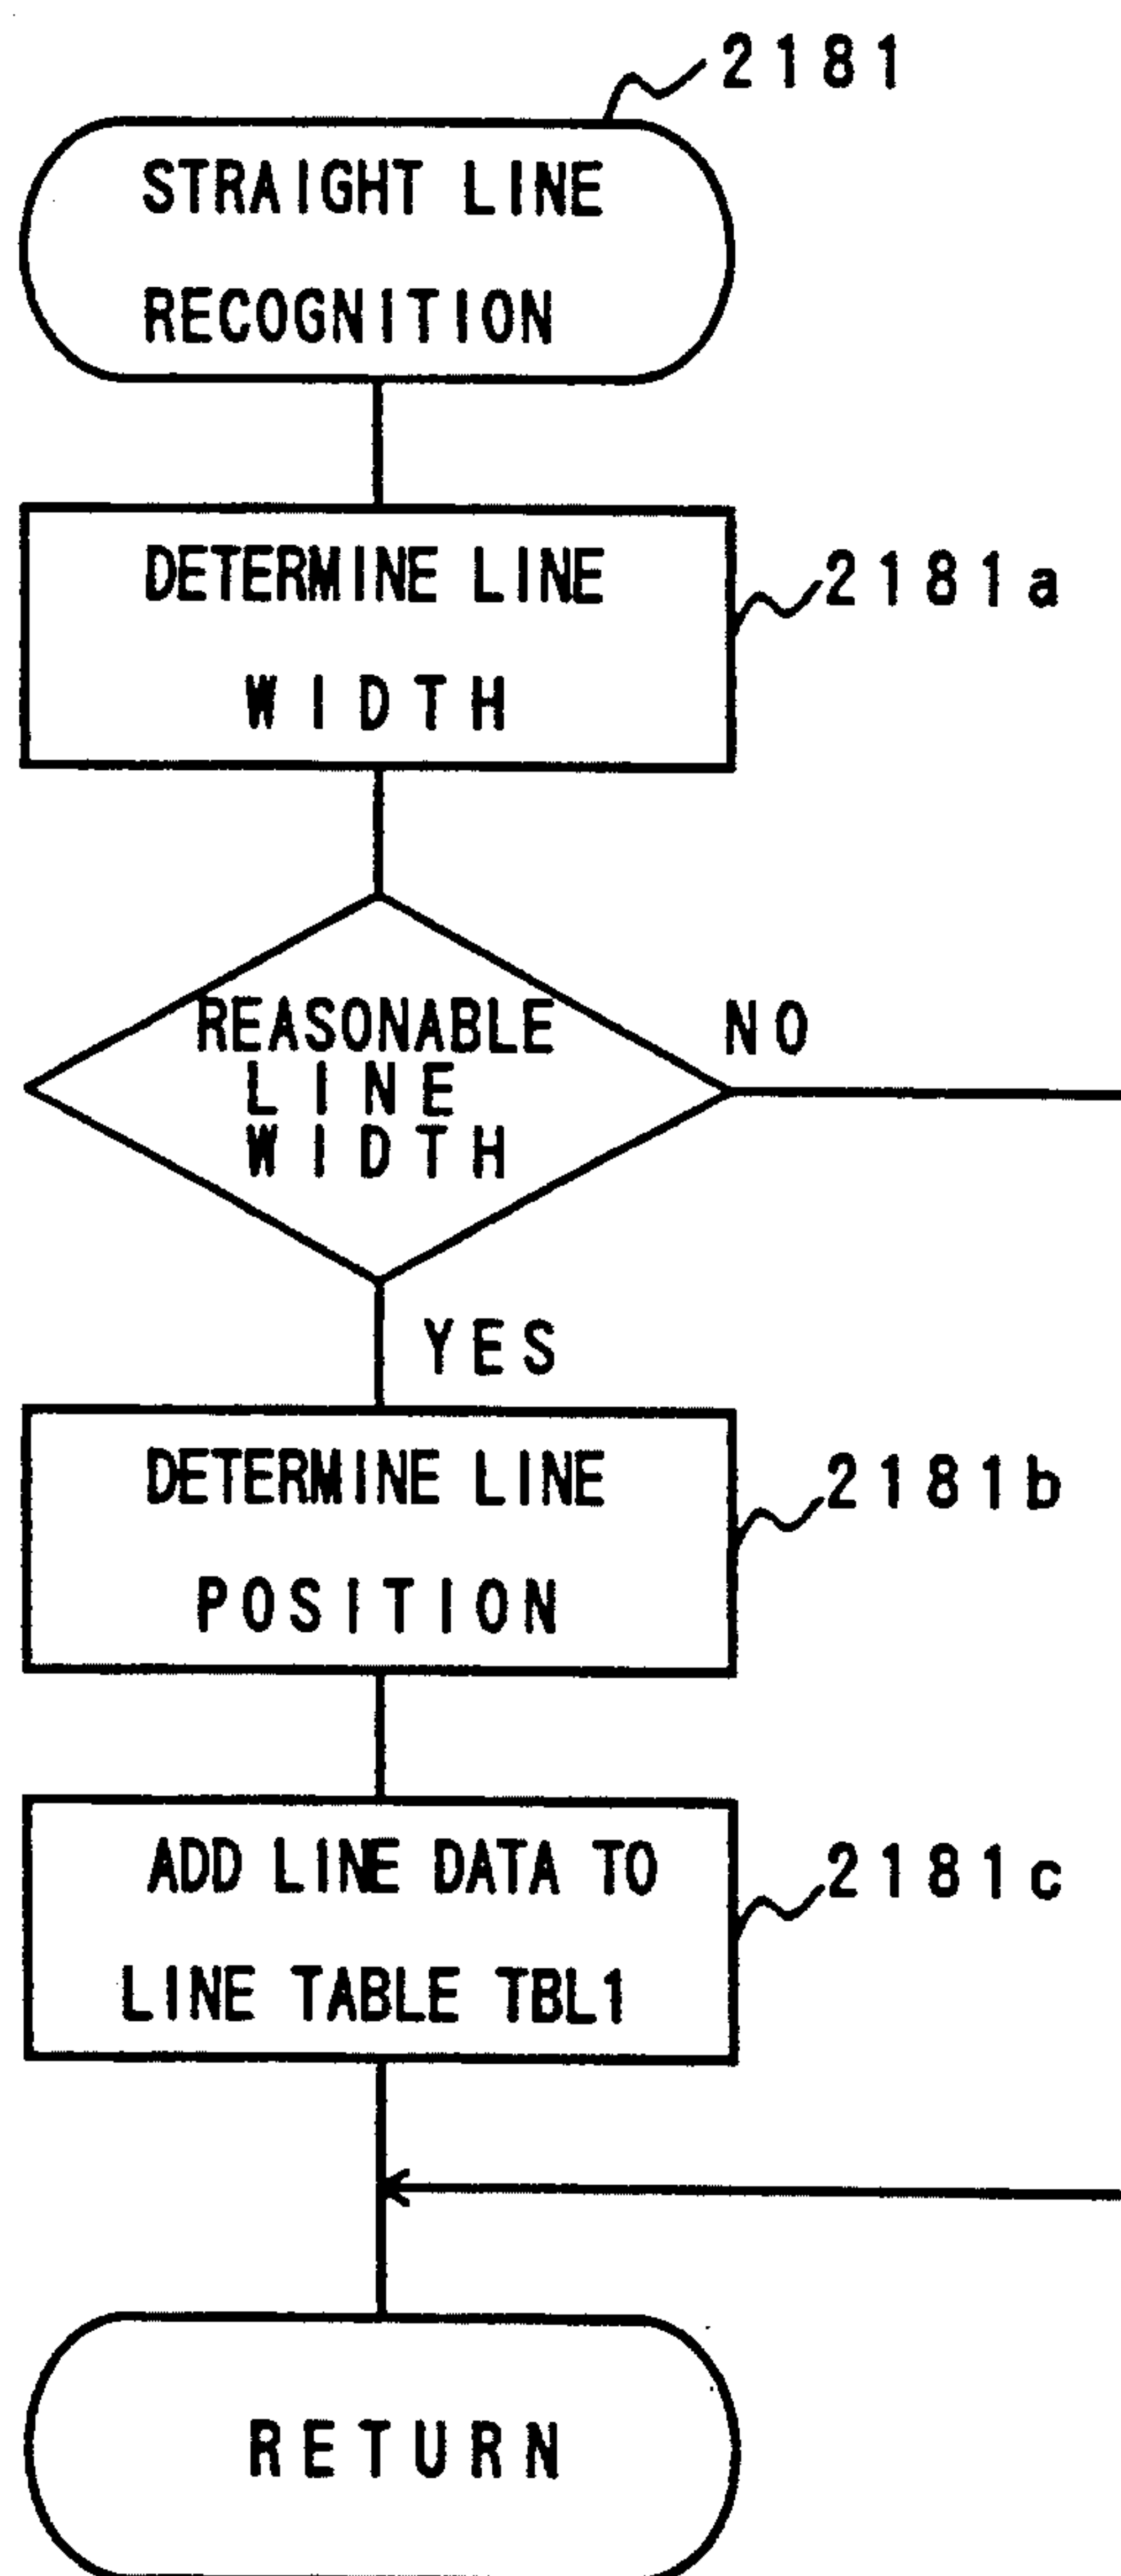 2181
STRAIGHT LINE
RECOGNITION
DETERMINE LINE
WIDTH
2181a
REASONABLE
LINE
WIDTH
NO
YES
DETERMINE LINE
POSITION
2181b
ADD LINE DATA TO
LINE TABLE TBL1
2181c
RETURN